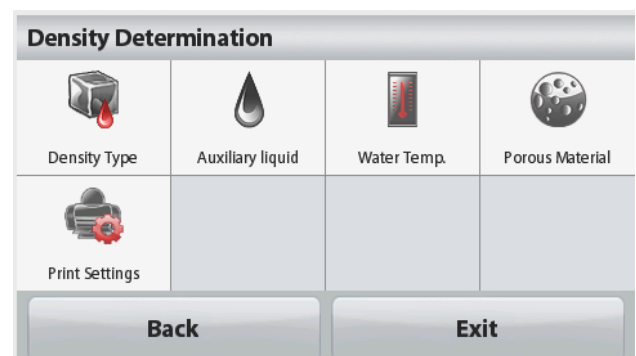 Density Determination
Density Type
Auxiliary liquid
Water Temp.
Porous Material
Print Settings
Back
Exit